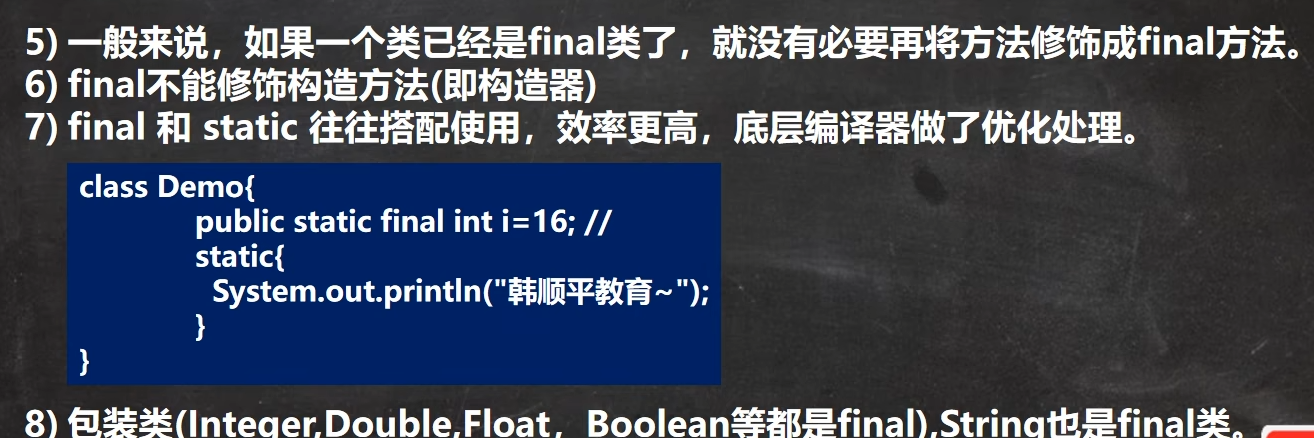 5) 一般来说，如果一个类已经是final类了，就没有必要再将方法修饰成final方法。
6) final不能修饰构造方法(即构造器)
7) final 和 static 往往搭配使用，效率更高，底层编译器做了优化处理。
class Demo{
public static final int i=16; //
static{
System.out.println("韩顺平教育~");
}
}
8) 包装类(Integer,Double,Float，Boolean等都是final),String也是final类。